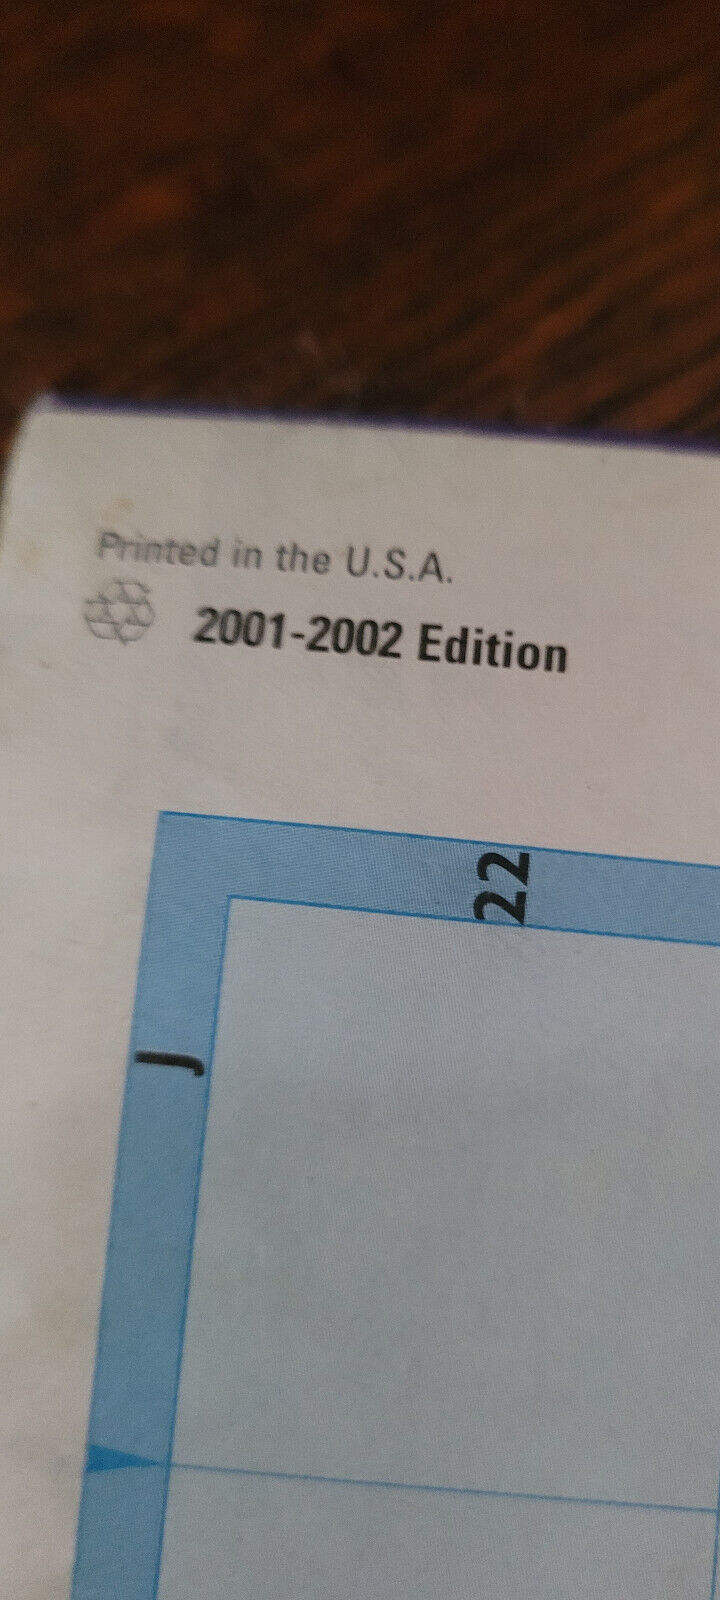 Printed in the U.S.A.
2001-2002 Edition
22
J